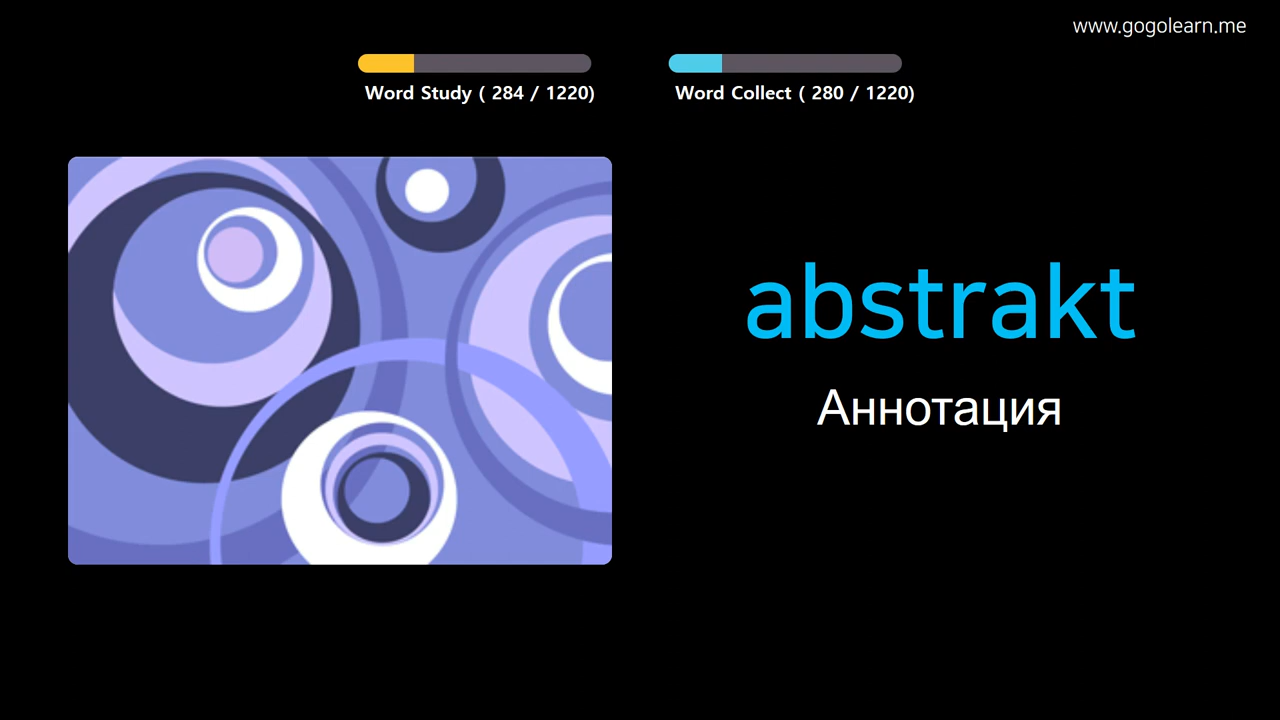 www.gogolearn.me
Word Study ( 284 / 1220)
Word Collect ( 280 / 1220)
abstrakt
Аннотация